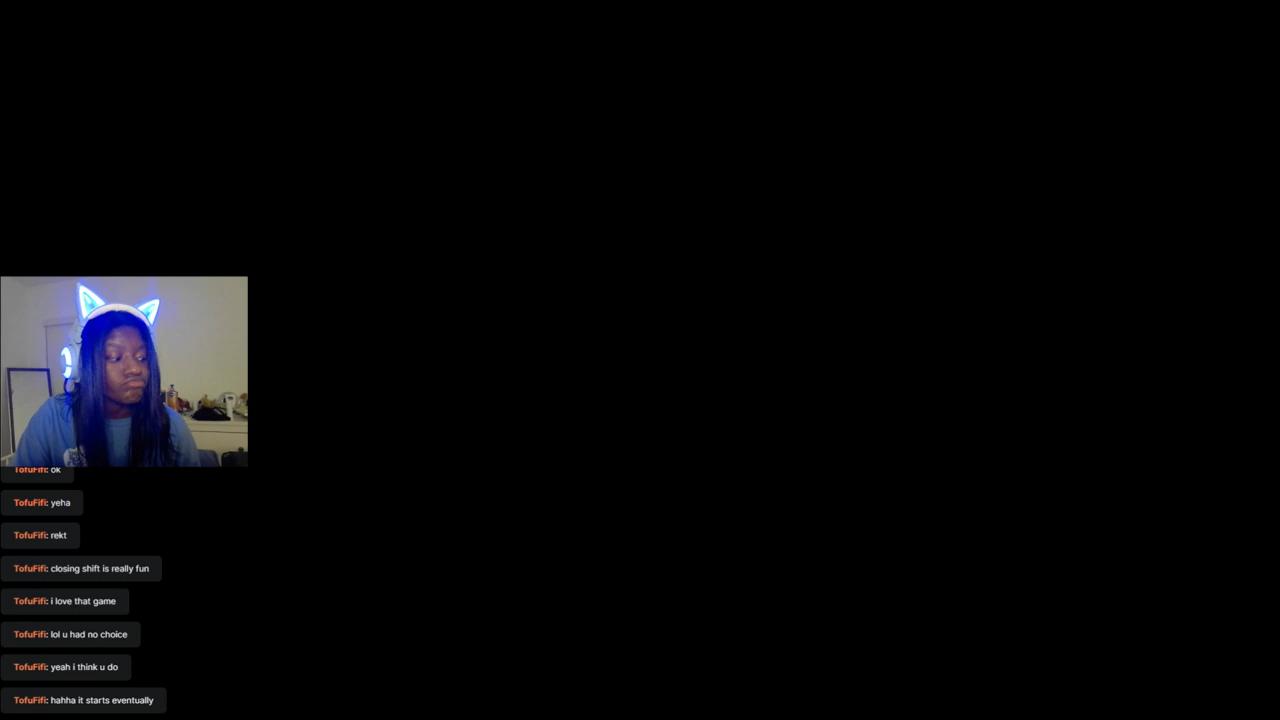 TofuFifi: ok
TofuFifi: yeha
TofuFifi: rekt
TofuFifi: closing shift is really fun
TofuFifi: i love that game
TofuFifi: lol u had no choice
TofuFifi: yeah i think u do
TofuFifi: hahha it starts eventually